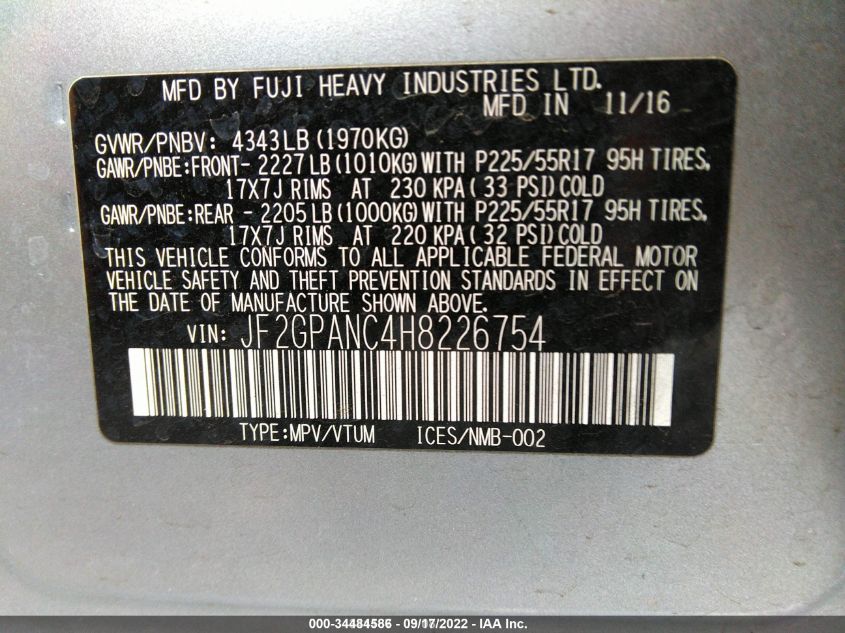 MFD BY FUJI HEAVY INDUSTRIES LTD.
MFD IN 11/16
GVWR/PNBV: 4343LB (1970KG)
GAWR/PNBE:FRONT- 2227LB (1010KG) WITH P225/55R17 95H TIRES,
17X7J RIMS AT 230 KPA ( 33 PSI) COLD
GAWR/PNBE:REAR - 2205LB (1000KG) WITH P225/55R17 95H TIRES,
17X7J RIMS AT 220 KPA ( 32 PSI) COLD
THIS VEHICLE CONFORMS TO ALL APPLICABLE FEDERAL MOTOR
VEHICLE SAFETY AND THEFT PREVENTION STANDARDS IN EFFECT ON
THE DATE OF MANUFACTURE SHOWN ABOVE.
VIN: JF2GPANC4H8226754
TYPE:MPV/VTUM ICES/NMB-002
000-34484586 - 09/17/2022 - IAA Inc.